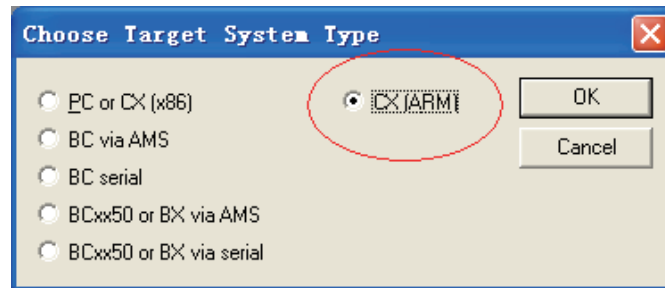 Choose Target System Type
PC or CX (x86)
CX (ARM)
OK
BC via AMS
Cancel
BC serial
BCxx50 or BX via AMS
BCxx50 or BX via serial